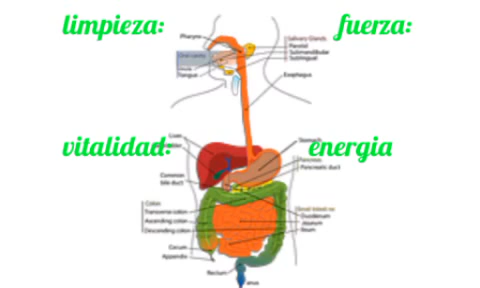 limpieza:
fuerza:
Pharynx
Salivary Glands
Parotid
Submandibular
Sublingual
Oral cavity
Tongue
Esophagus
vitalidad:
energia
Liver
Stomach
Pancreas
Pancreatic duct
Common
bile duct
Colon
Transverse colon
Ascending colon
Descending colon
Cecum
Appendix
Small Intestine
Duodenum
Jejunum
Ileum
Rectum
Anus